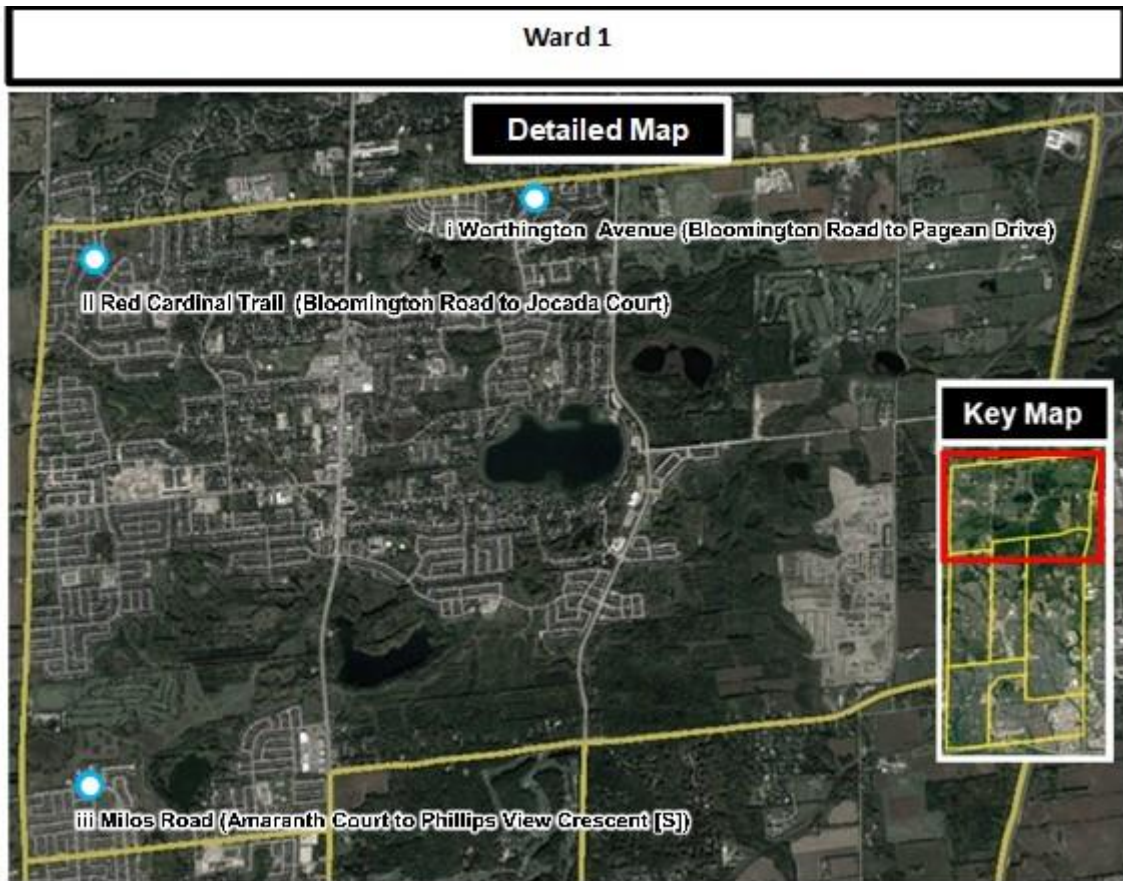 Ward 1
Detailed Map
i Worthington  Avenue (Bloomington Road to Pagean Drive)
ii Red Cardinal Trail  (Bloomington Road to Jocada Court)
Key Map
iii Milos Road (Amaranth Court to Phillips View Crescent [S])